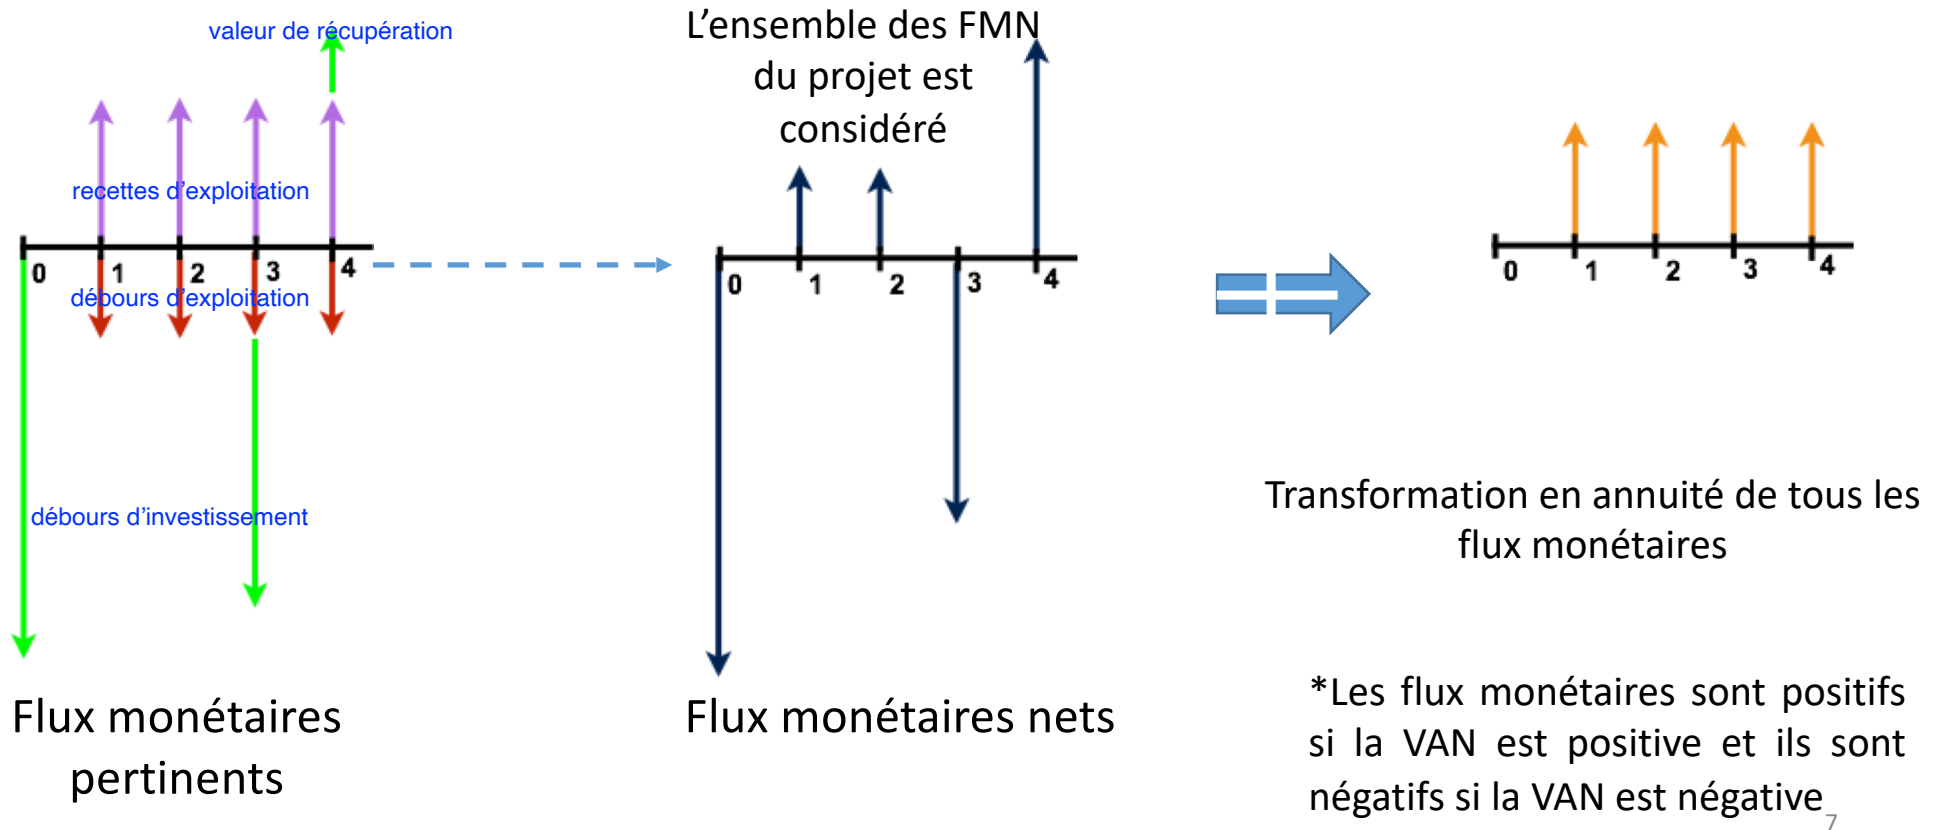 valeur de récupération
recettes d'exploitation
0 1 2 3 4
débours d'exploitation
débours d'investissement
Flux monétaires
pertinents
L'ensemble des FMN
du projet est
considéré
0 1 2 3 4
Flux monétaires nets
0 1 2 3 4
Transformation en annuité de tous les
flux monétaires
*Les flux monétaires sont positifs
si la VAN est positive et ils sont
négatifs si la VAN est négative
7